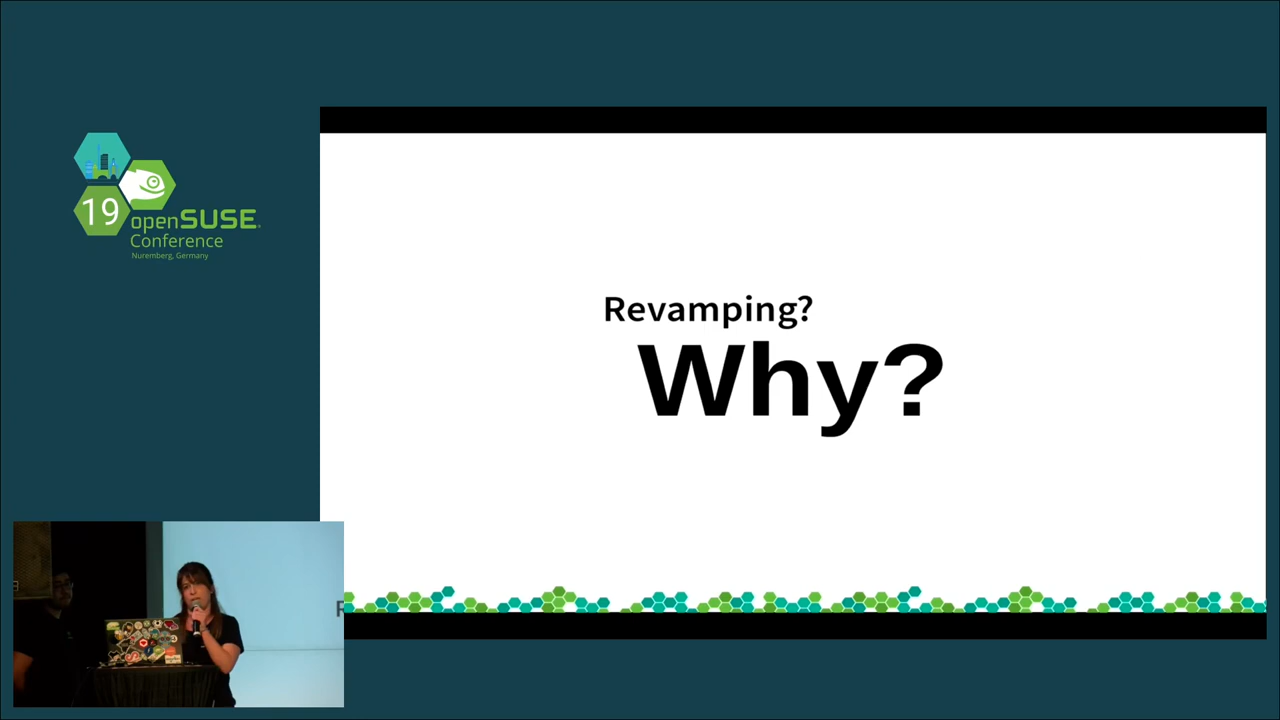 19
openSUSE
Conference
Nuremberg, Germany
Revamping?
Why?